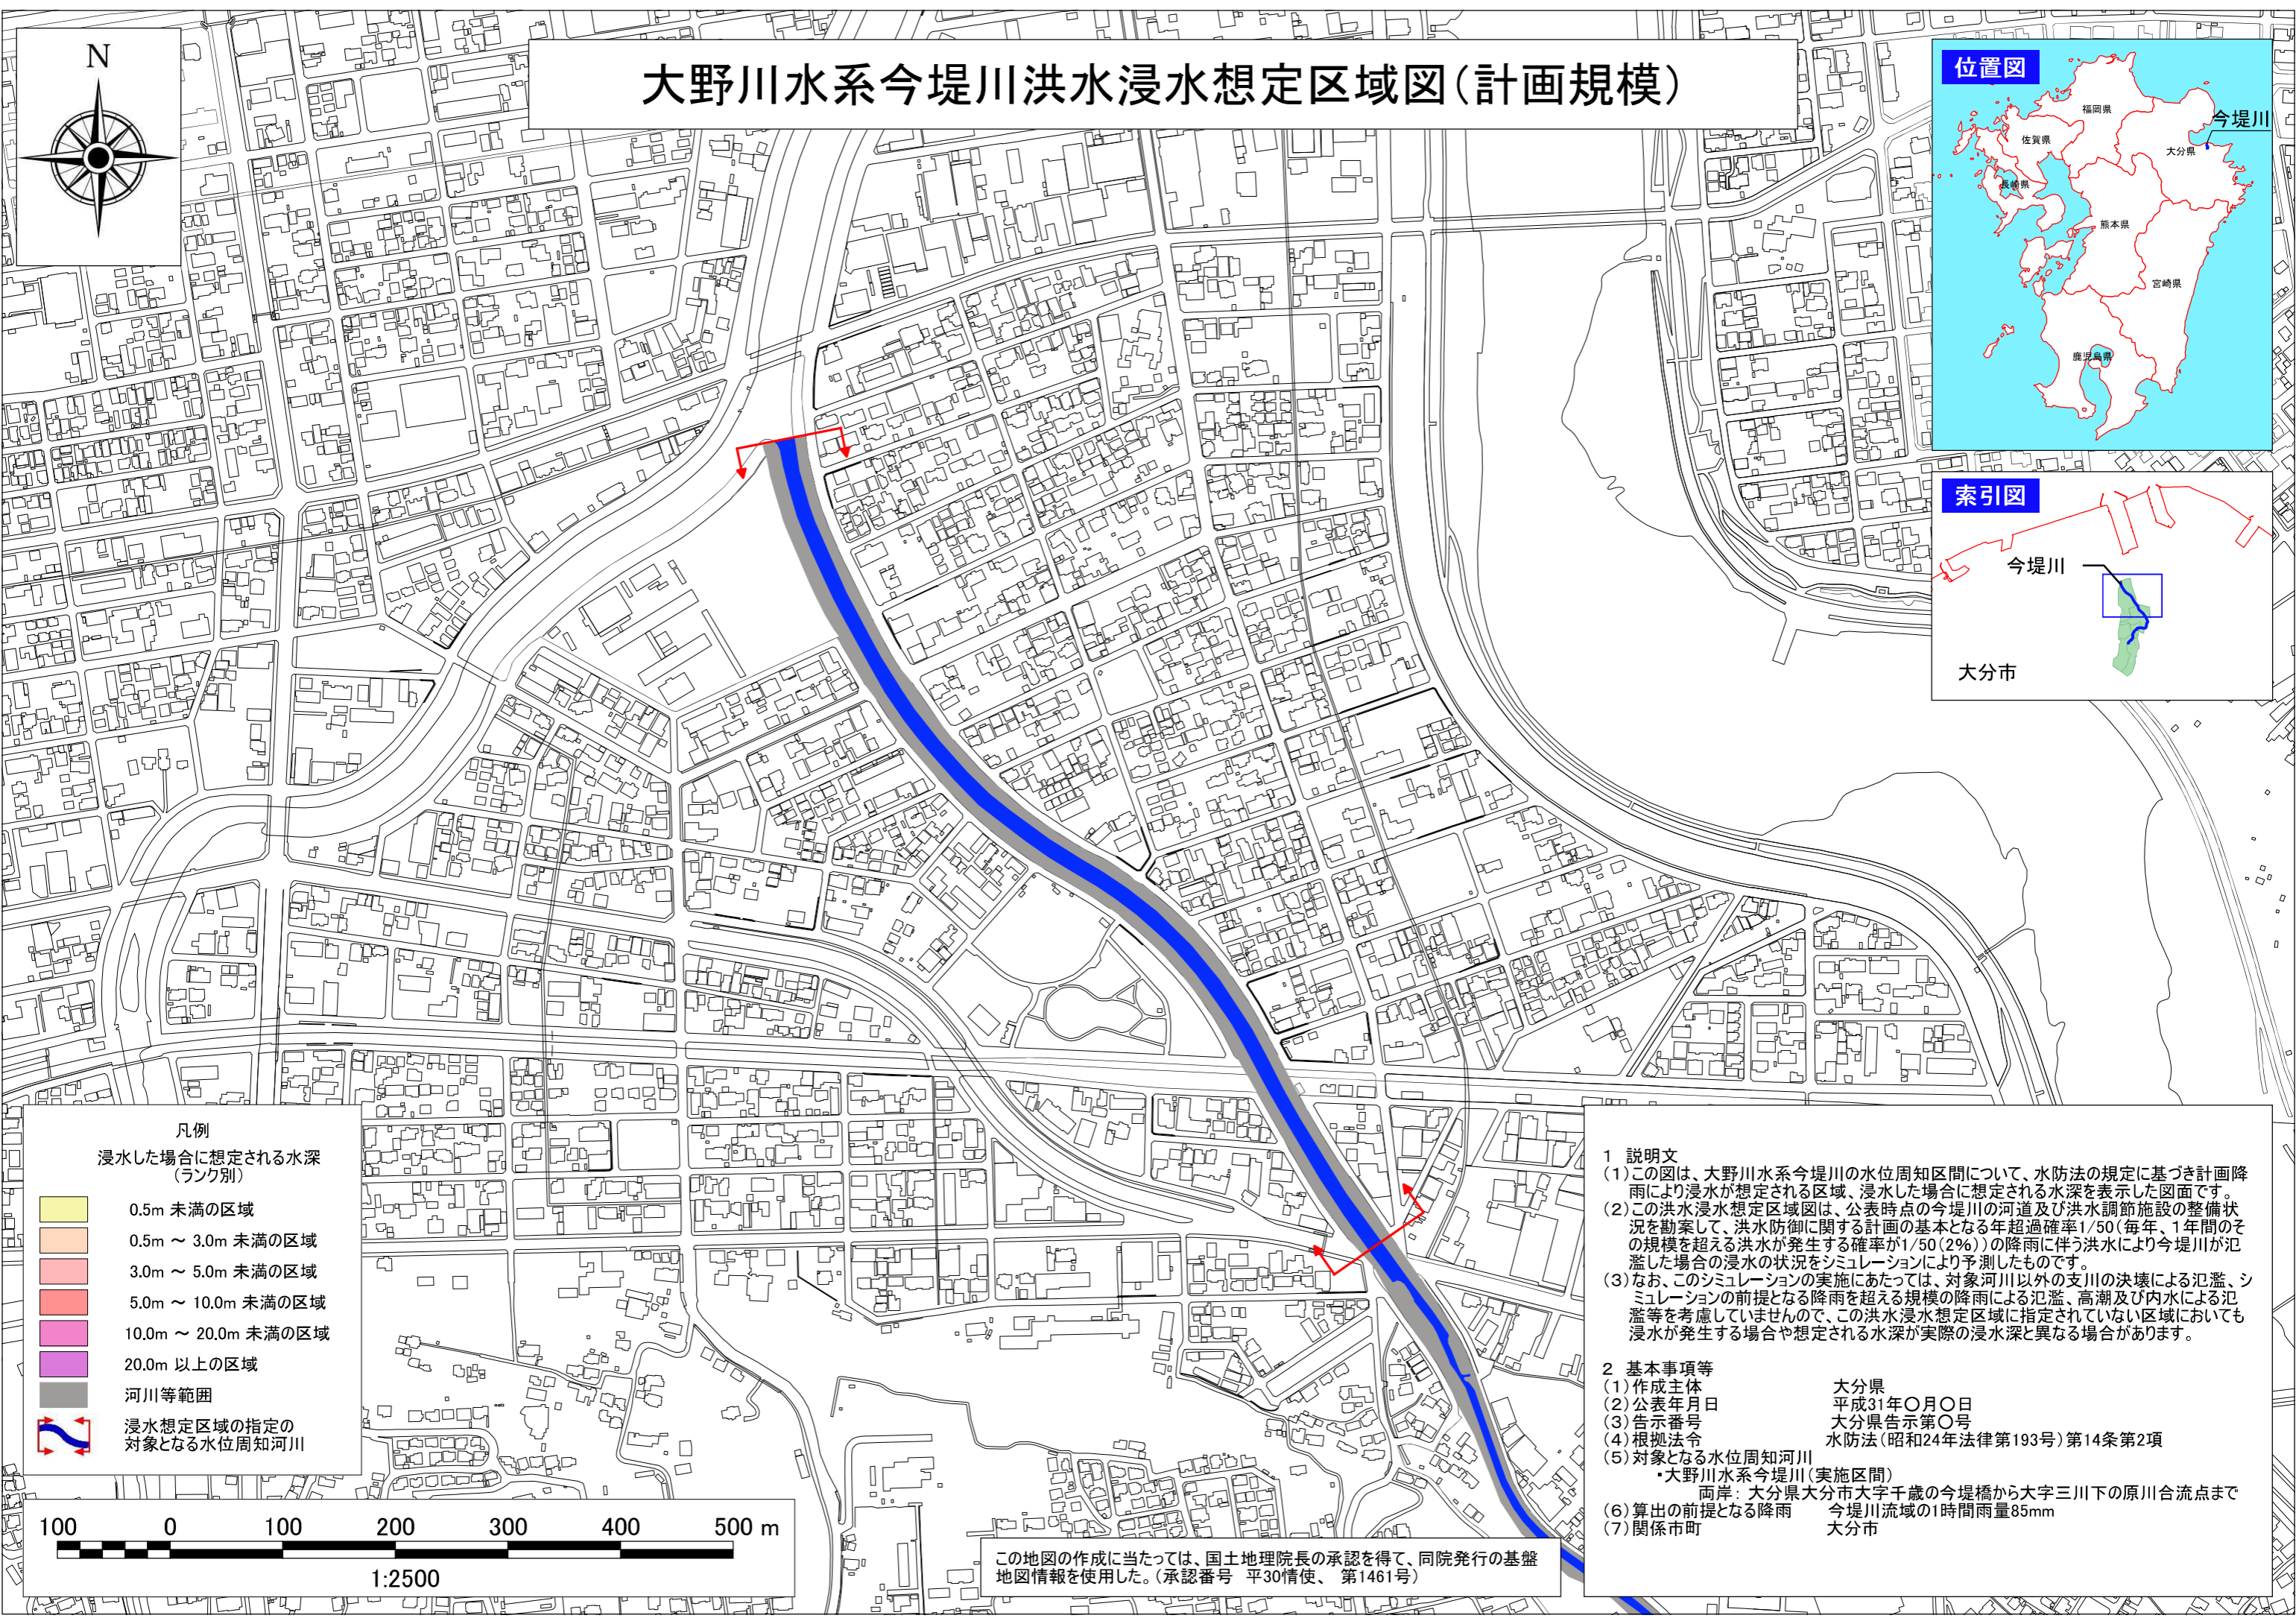 大野川水系今堤川洪水浸水想定区域図(計画規模)
N
位置図
福岡県
佐賀県
長崎県
大分県
今堤川
熊本県
宮崎県
鹿児島県
索引図
今堤川
大分市
凡例
浸水した場合に想定される水深
(ランク別)
0.5m 未満の区域
0.5m ～ 3.0m 未満の区域
3.0m ～ 5.0m 未満の区域
5.0m ～ 10.0m 未満の区域
10.0m ～ 20.0m 未満の区域
20.0m 以上の区域
河川等範囲
浸水想定区域の指定の
対象となる水位周知河川
100 0 100 200 300 400 500 m
1:2500
この地図の作成に当たっては、国土地理院長の承認を得て、同院発行の基盤
地図情報を使用した。(承認番号 平30情使、 第1461号)
1 説明文
(1)この図は、大野川水系今堤川の水位周知区間について、水防法の規定に基づき計画降
雨により浸水が想定される区域、浸水した場合に想定される水深を表示した図面です。
(2)この洪水浸水想定区域図は、公表時点の今堤川の河道及び洪水調節施設の整備状
況を勘案して、洪水防御に関する計画の基本となる年超過確率1/50(毎年、1年間のそ
の規模を超える洪水が発生する確率が1/50(2%))の降雨に伴う洪水により今堤川が氾
濫した場合の浸水の状況をシミュレーションにより予測したものです。
(3)なお、このシミュレーションの実施にあたっては、対象河川以外の支川の決壊による氾濫、シ
ミュレーションの前提となる降雨を超える規模の降雨による氾濫、高潮及び内水による氾
濫等を考慮していませんので、この洪水浸水想定区域に指定されていない区域においても
浸水が発生する場合や想定される水深が実際の浸水深と異なる場合があります。
2 基本事項等
(1)作成主体 大分県
(2)公表年月日 平成31年〇月〇日
(3)告示番号 大分県告示第〇号
(4)根拠法令 水防法(昭和24年法律第193号)第14条第2項
(5)対象となる水位周知河川
・大野川水系今堤川(実施区間)
両岸: 大分県大分市大字千歳の今堤橋から大字三川下の原川合流点まで
(6)算出の前提となる降雨 今堤川流域の1時間雨量85mm
(7)関係市町 大分市